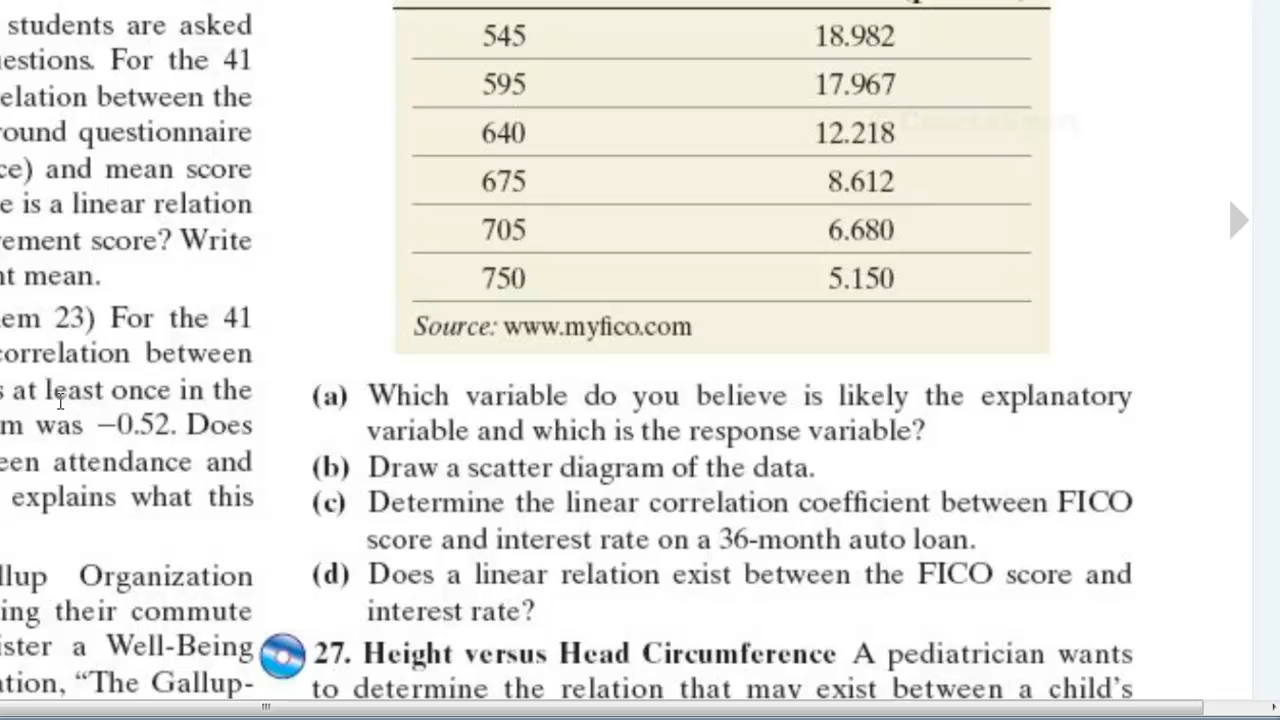 students are asked
uestions. For the 41
relation between the
round questionnaire
ce) and mean score
e is a linear relation
rement score? Write
nt mean.
lem 23) For the 41
correlation between
s at least once in the
m was −0.52. Does
een attendance and
explains what this
llup Organization
ing their commute
ister a Well-Being
ation, “The Gallup-
545 18.982
595 17.967
640 12.218
675 8.612
705 6.680
750 5.150
Source: www.myfico.com
(a) Which variable do you believe is likely the explanatory
variable and which is the response variable?
(b) Draw a scatter diagram of the data.
(c) Determine the linear correlation coefficient between FICO
score and interest rate on a 36-month auto loan.
(d) Does a linear relation exist between the FICO score and
interest rate?
27. Height versus Head Circumference A pediatrician wants
to determine the relation that may exist between a child’s